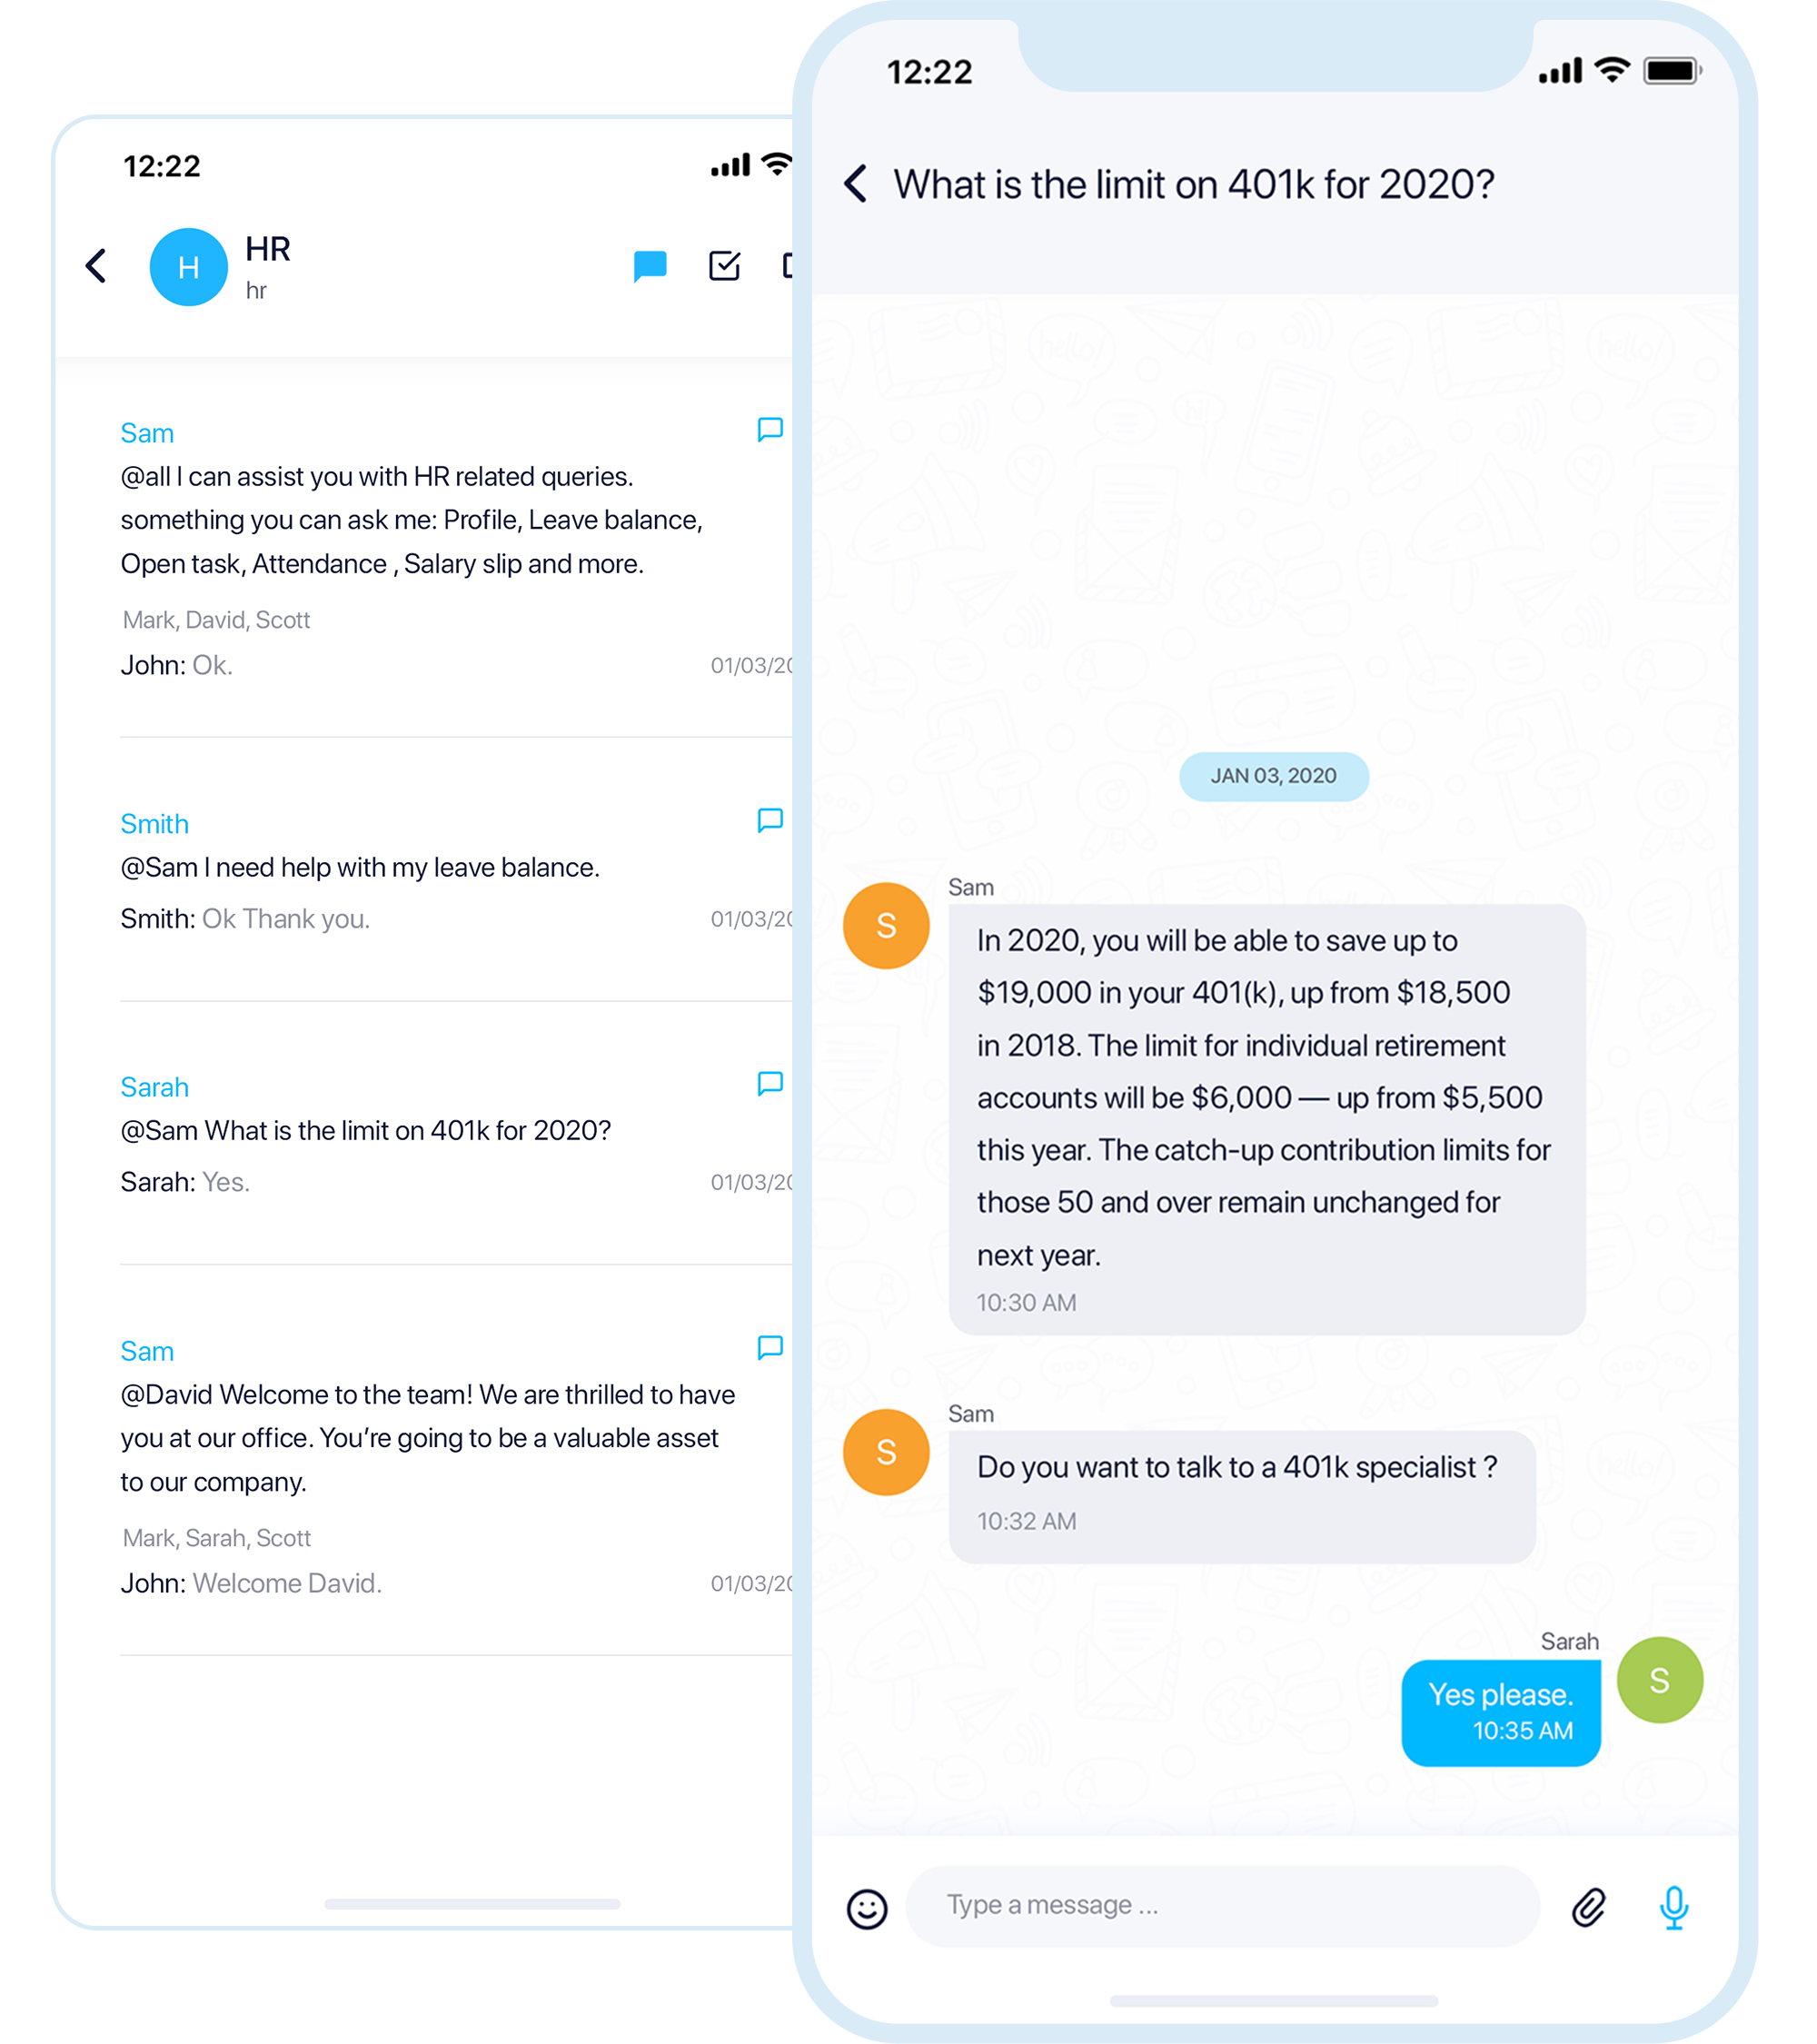 12:22
H
HR
hr
Sam
@all I can assist you with HR related queries.
something you can ask me: Profile, Leave balance,
Open task, Attendance , Salary slip and more.
Mark, David, Scott
John: Ok.
01/03/20
Smith
@Sam I need help with my leave balance.
Smith: Ok Thank you.
01/03/20
Sarah
@Sam What is the limit on 401k for 2020?
Sarah: Yes.
01/03/20
Sam
@David Welcome to the team! We are thrilled to have
you at our office. You’re going to be a valuable asset
to our company.
Mark, Sarah, Scott
John: Welcome David.
01/03/20
12:22
What is the limit on 401k for 2020?
JAN 03, 2020
Sam
S
In 2020, you will be able to save up to
$19,000 in your 401(k), up from $18,500
in 2018. The limit for individual retirement
accounts will be $6,000 — up from $5,500
this year. The catch-up contribution limits for
those 50 and over remain unchanged for
next year.
10:30 AM
Sam
S
Do you want to talk to a 401k specialist ?
10:32 AM
Sarah
S
Yes please.
10:35 AM
Type a message ...